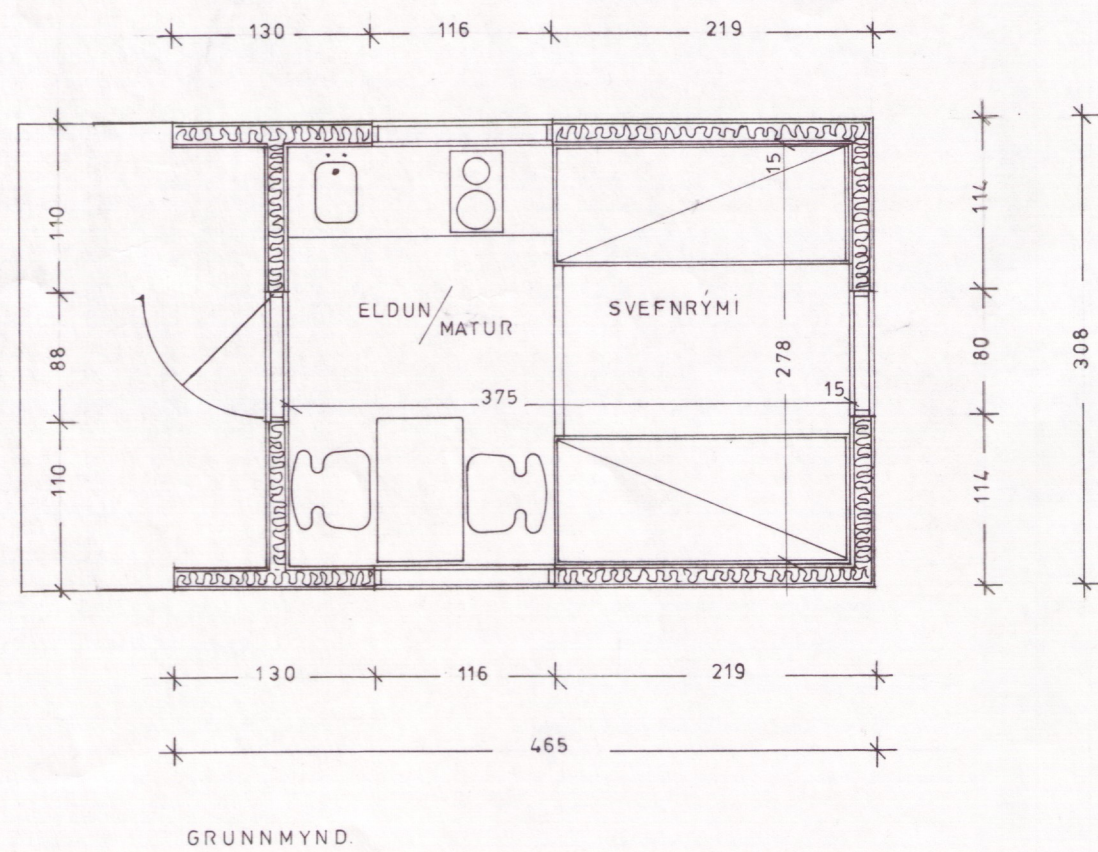 130 116 219
110
88
110
15
ELDUN/
MATUR
SVEFNRÝMI
278
375
15
114
80
114
308
130 116 219
465
GRUNNMYND.